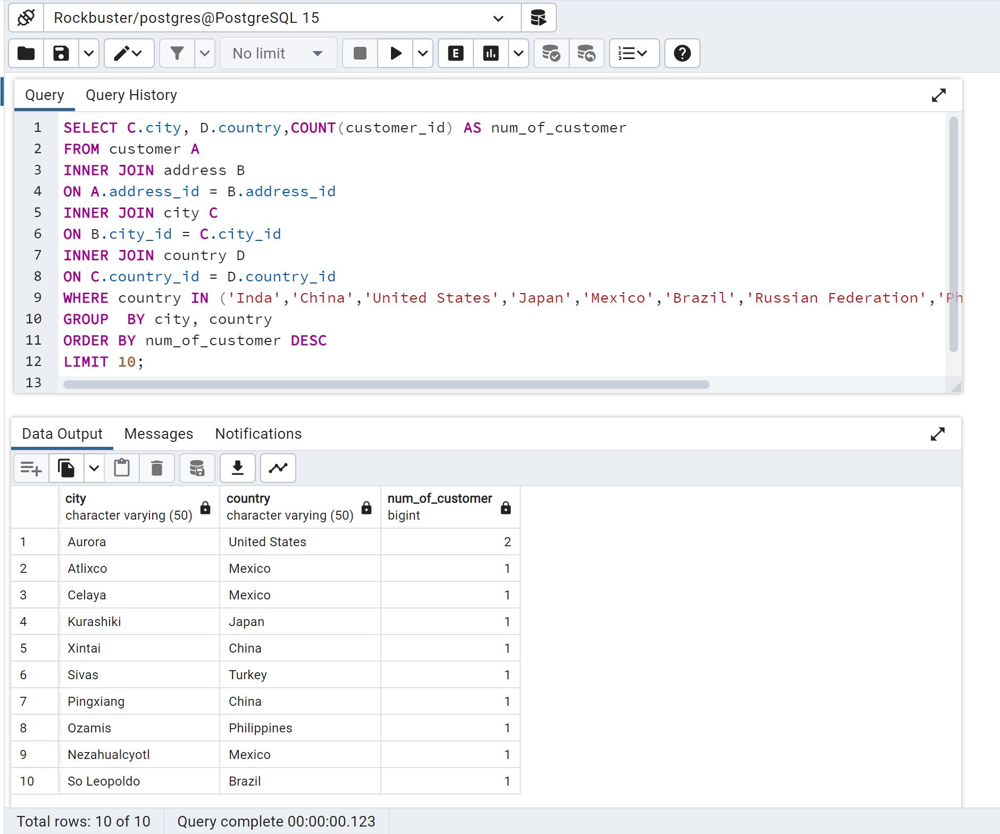 Rockbuster/postgres@PostgreSQL 15
No limit
E
Query Query History
1 SELECT C.city, D.country,COUNT(customer_id) AS num_of_customer
2 FROM customer A
3 INNER JOIN address B
4 ON A.address_id = B.address_id
5 INNER JOIN city C
6 ON B.city_id = C.city_id
7 INNER JOIN country D
8 ON C.country_id = D.country_id
9 WHERE country IN ('Inda','China','United States','Japan','Mexico','Brazil','Russian Federation','Ph
10 GROUP  BY city, country
11 ORDER BY num_of_customer DESC
12 LIMIT 10;
13
Data Output Messages Notifications
city country num_of_customer
character varying (50) character varying (50) bigint
1 Aurora United States 2
2 Atlixco Mexico 1
3 Celaya Mexico 1
4 Kurashiki Japan 1
5 Xintai China 1
6 Sivas Turkey 1
7 Pingxiang China 1
8 Ozamis Philippines 1
9 Nezahualcyotl Mexico 1
10 So Leopoldo Brazil 1
Total rows: 10 of 10 Query complete 00:00:00.123